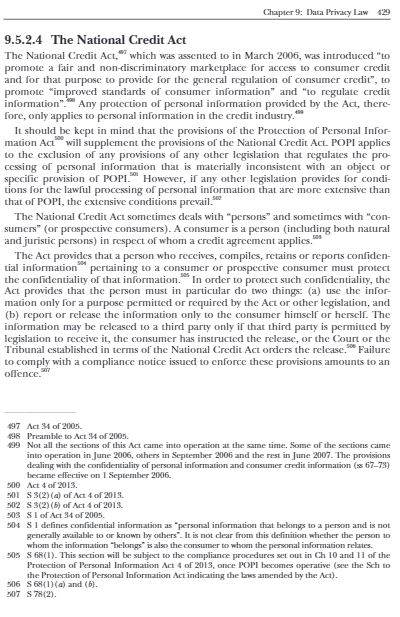 Chapter 9: Data Privacy Law 429
9.5.2.4 The National Credit Act
The National Credit Act,497 which was assented to in March 2006, was introduced “to
promote a fair and non-discriminatory marketplace for access to consumer credit
and for that purpose to provide for the general regulation of consumer credit”, to
promote “improved standards of consumer information” and “to regulate credit
information”.498 Any protection of personal information provided by the Act, there-
fore, only applies to personal information in the credit industry.499
It should be kept in mind that the provisions of the Protection of Personal Infor-
mation Act500 will supplement the provisions of the National Credit Act. POPI applies
to the exclusion of any provisions of any other legislation that regulates the pro-
cessing of personal information that is materially inconsistent with an object or
specific provision of POPI.501 However, if any other legislation provides for condi-
tions for the lawful processing of personal information that are more extensive than
that of POPI, the extensive conditions prevail.502
The National Credit Act sometimes deals with “persons” and sometimes with “con-
sumers” (or prospective consumers). A consumer is a person (including both natural
and juristic persons) in respect of whom a credit agreement applies.503
The Act provides that a person who receives, compiles, retains or reports confiden-
tial information504 pertaining to a consumer or prospective consumer must protect
the confidentiality of that information.505 In order to protect such confidentiality, the
Act provides that the person must in particular do two things: (a) use the infor-
mation only for a purpose permitted or required by the Act or other legislation, and
(b) report or release the information only to the consumer himself or herself. The
information may be released to a third party only if that third party is permitted by
legislation to receive it, the consumer has instructed the release, or the Court or the
Tribunal established in terms of the National Credit Act orders the release.506 Failure
to comply with a compliance notice issued to enforce these provisions amounts to an
offence.507
497 Act 34 of 2005.
498 Preamble to Act 34 of 2005.
499 Not all the sections of this Act came into operation at the same time. Some of the sections came
into operation in June 2006, others in September 2006 and the rest in June 2007. The provisions
dealing with the confidentiality of personal information and consumer credit information (ss 67–73)
became effective on 1 September 2006.
500 Act 4 of 2013.
501 S 3(2)(a) of Act 4 of 2013.
502 S 3(2)(b) of Act 4 of 2013.
503 S 1 of Act 34 of 2005.
504 S 1 defines confidential information as “personal information that belongs to a person and is not
generally available to or known by others”. It is not clear from this definition whether the person to
whom the information “belongs” is also the consumer to whom the personal information relates.
505 S 68(1). This section will be subject to the compliance procedures set out in Ch 10 and 11 of the
Protection of Personal Information Act 4 of 2013, once POPI becomes operative (see the Sch to
the Protection of Personal Information Act indicating the laws amended by the Act).
506 S 68(1)(a) and (b).
507 S 78(2).